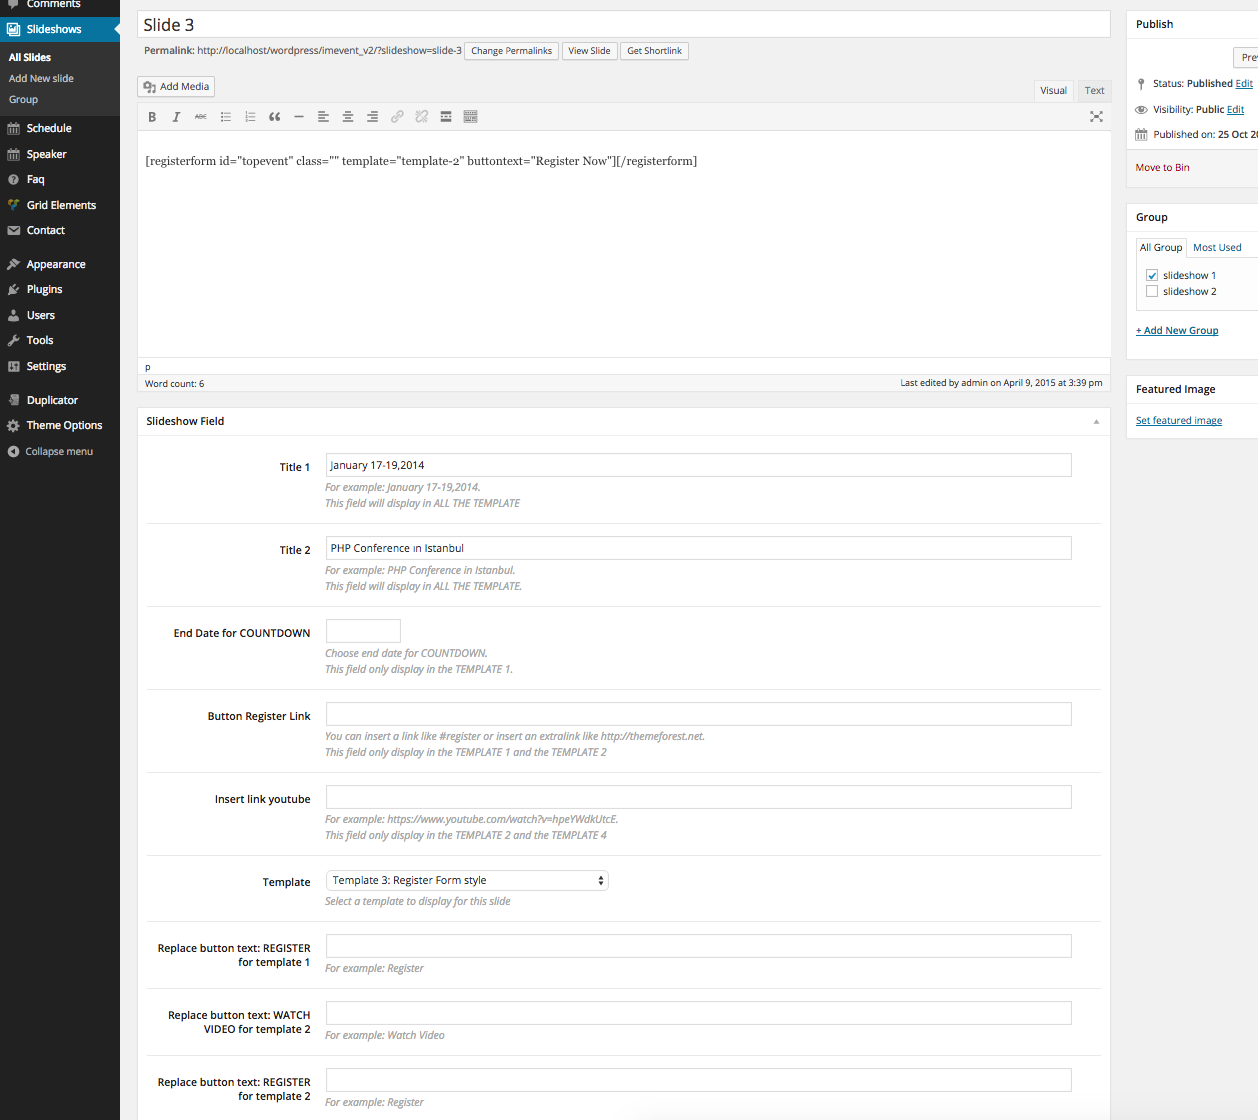 Comments
Slideshows
All Slides
Add New slide
Group
Schedule
Speaker
Faq
Grid Elements
Contact
Appearance
Plugins
Users
Tools
Settings
Duplicator
Theme Options
Collapse menu
Slide 3
Permalink: http://localhost/wordpress/imevent_v2/?slideshow=slide-3 Change Permalinks View Slide Get Shortlink
Add Media
Visual Text
B I ABC
[registerform id="topevent" class="" template="template-2" buttontext="Register Now"][/registerform]
p
Word count: 6 Last edited by admin on April 9, 2015 at 3:39 pm
Slideshow Field
Title 1 January 17-19,2014
For example: January 17-19,2014.
This field will display in ALL THE TEMPLATE
Title 2 PHP Conference in Istanbul
For example: PHP Conference in Istanbul.
This field will display in ALL THE TEMPLATE.
End Date for COUNTDOWN
Choose end date for COUNTDOWN.
This field only display in the TEMPLATE 1.
Button Register Link
You can insert a link like #register or insert an extralink like http://themeforest.net.
This field only display in the TEMPLATE 1 and the TEMPLATE 2
Insert link youtube
For example: https://www.youtube.com/watch?v=hpeYWdkUtcE.
This field only display in the TEMPLATE 2 and the TEMPLATE 4
Template Template 3: Register Form style
Select a template to display for this slide
Replace button text: REGISTER
for template 1
For example: Register
Replace button text: WATCH
VIDEO for template 2
For example: Watch Video
Replace button text: REGISTER
for template 2
For example: Register
Publish
Status: Published Edit
Visibility: Public Edit
Published on: 25 Oct
Move to Bin
Group
All Group Most Used
slideshow 1
slideshow 2
+ Add New Group
Featured Image
Set featured image